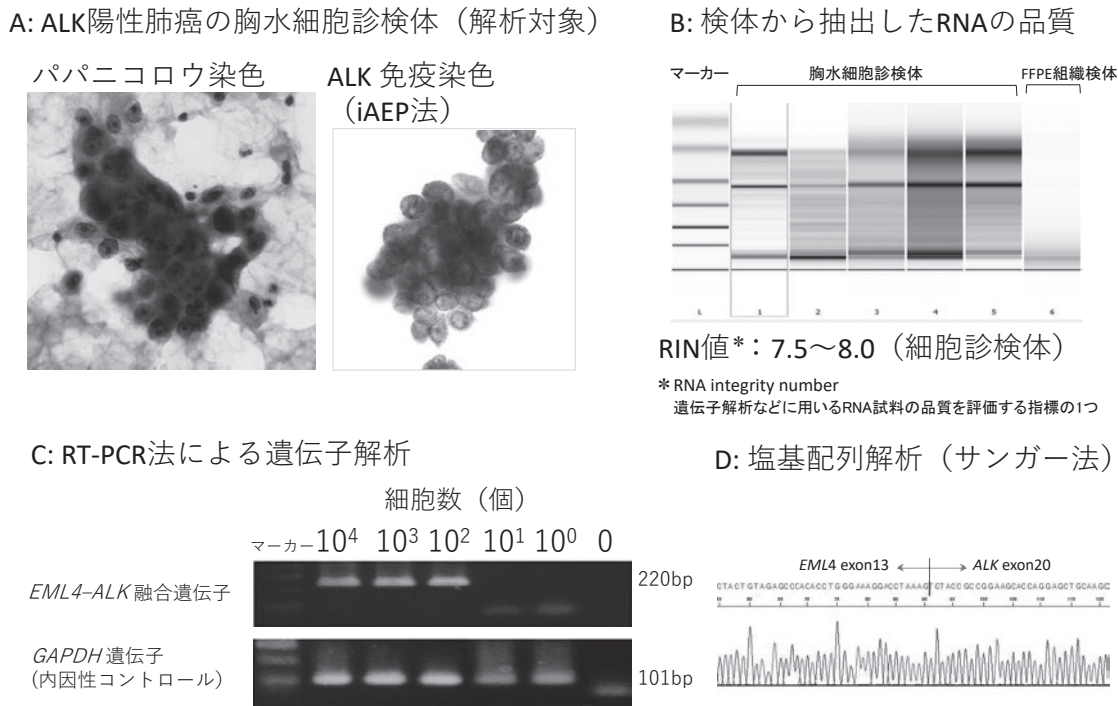 A: ALK陽性肺癌の胸水細胞診検体（解析対象）
パパニコロウ染色
ALK 免疫染色
（iAEP法）
B: 検体から抽出したRNAの品質
マーカー
胸水細胞診検体
FFPE組織検体
L 1 2 3 4 5 6
RIN値*：7.5〜8.0（細胞診検体）
* RNA integrity number
遺伝子解析などに用いるRNA試料の品質を評価する指標の1つ
C: RT-PCR法による遺伝子解析
細胞数（個）
マーカー 10⁴ 10³ 10² 10¹ 10⁰ 0
EML4–ALK 融合遺伝子
220bp
GAPDH 遺伝子
(内因性コントロール)
101bp
D: 塩基配列解析（サンガー法）
EML4 exon13
ALK exon20